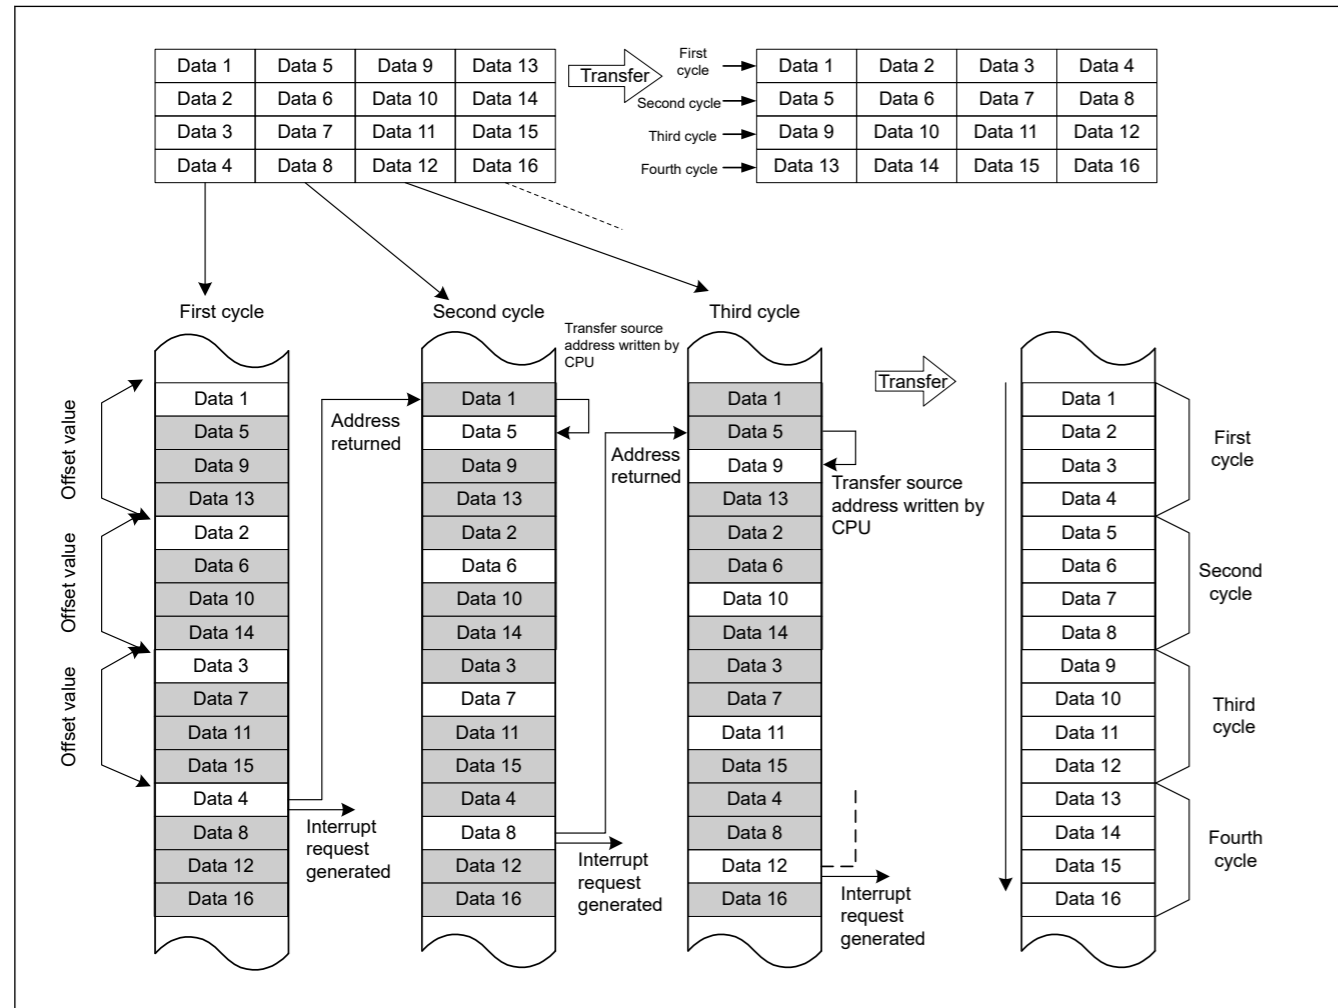 Data 1 Data 5 Data 9 Data 13
Data 2 Data 6 Data 10 Data 14
Data 3 Data 7 Data 11 Data 15
Data 4 Data 8 Data 12 Data 16
Transfer
First
cycle
Data 1 Data 2 Data 3 Data 4
Second cycle
Data 5 Data 6 Data 7 Data 8
Third cycle
Data 9 Data 10 Data 11 Data 12
Fourth cycle
Data 13 Data 14 Data 15 Data 16
First cycle
Offset value
Offset value
Offset value
Data 1
Data 5
Data 9
Data 13
Data 2
Data 6
Data 10
Data 14
Data 3
Data 7
Data 11
Data 15
Data 4
Data 8
Data 12
Data 16
Address
returned
Interrupt
request
generated
Second cycle
Transfer source
address written by
CPU
Data 1
Data 5
Data 9
Data 13
Data 2
Data 6
Data 10
Data 14
Data 3
Data 7
Data 11
Data 15
Data 4
Data 8
Data 12
Data 16
Address
returned
Interrupt
request
generated
Third cycle
Data 1
Data 5
Data 9
Data 13
Data 2
Data 6
Data 10
Data 14
Data 3
Data 7
Data 11
Data 15
Data 4
Data 8
Data 12
Data 16
Transfer source
address written by
CPU
Interrupt
request
generated
Transfer
Data 1
Data 2
Data 3
Data 4
Data 5
Data 6
Data 7
Data 8
Data 9
Data 10
Data 11
Data 12
Data 13
Data 14
Data 15
Data 16
First
cycle
Second
cycle
Third
cycle
Fourth
cycle